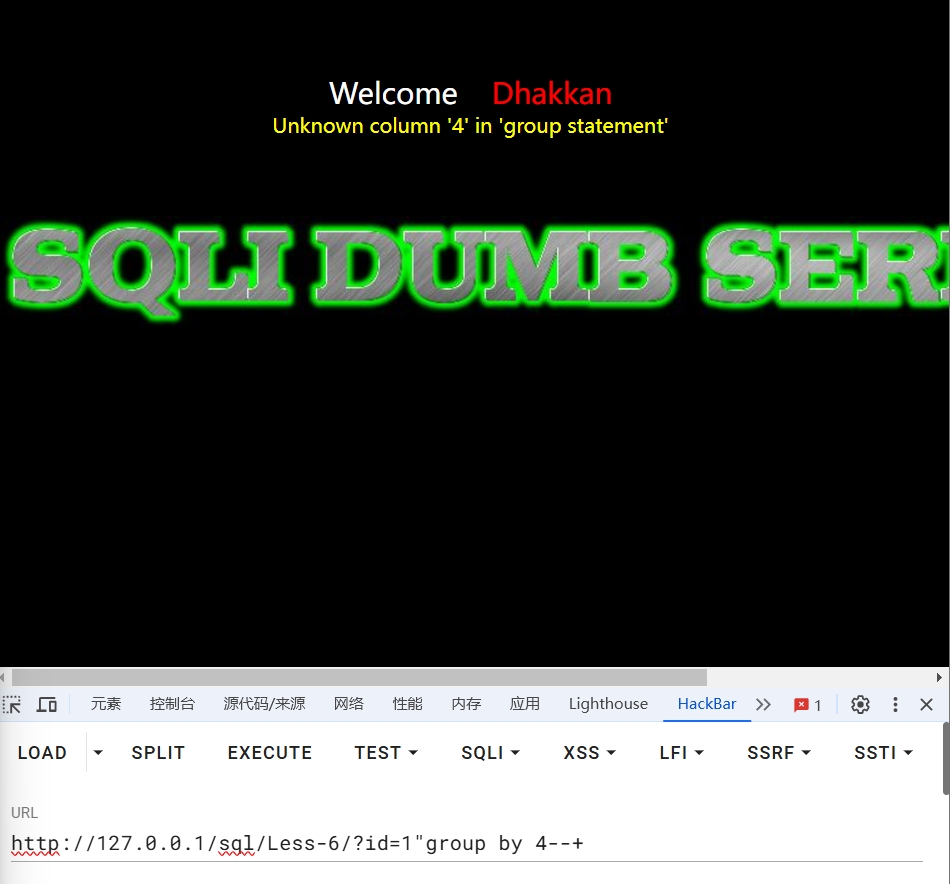 Welcome Dhakkan
Unknown column '4' in 'group statement'
SQLI DUMB SERI
元素 控制台 源代码/来源 网络 性能 内存 应用 Lighthouse HackBar 1
LOAD SPLIT EXECUTE TEST SQLI XSS LFI SSRF SSTI
URL
http://127.0.0.1/sql/Less-6/?id=1"group by 4--+